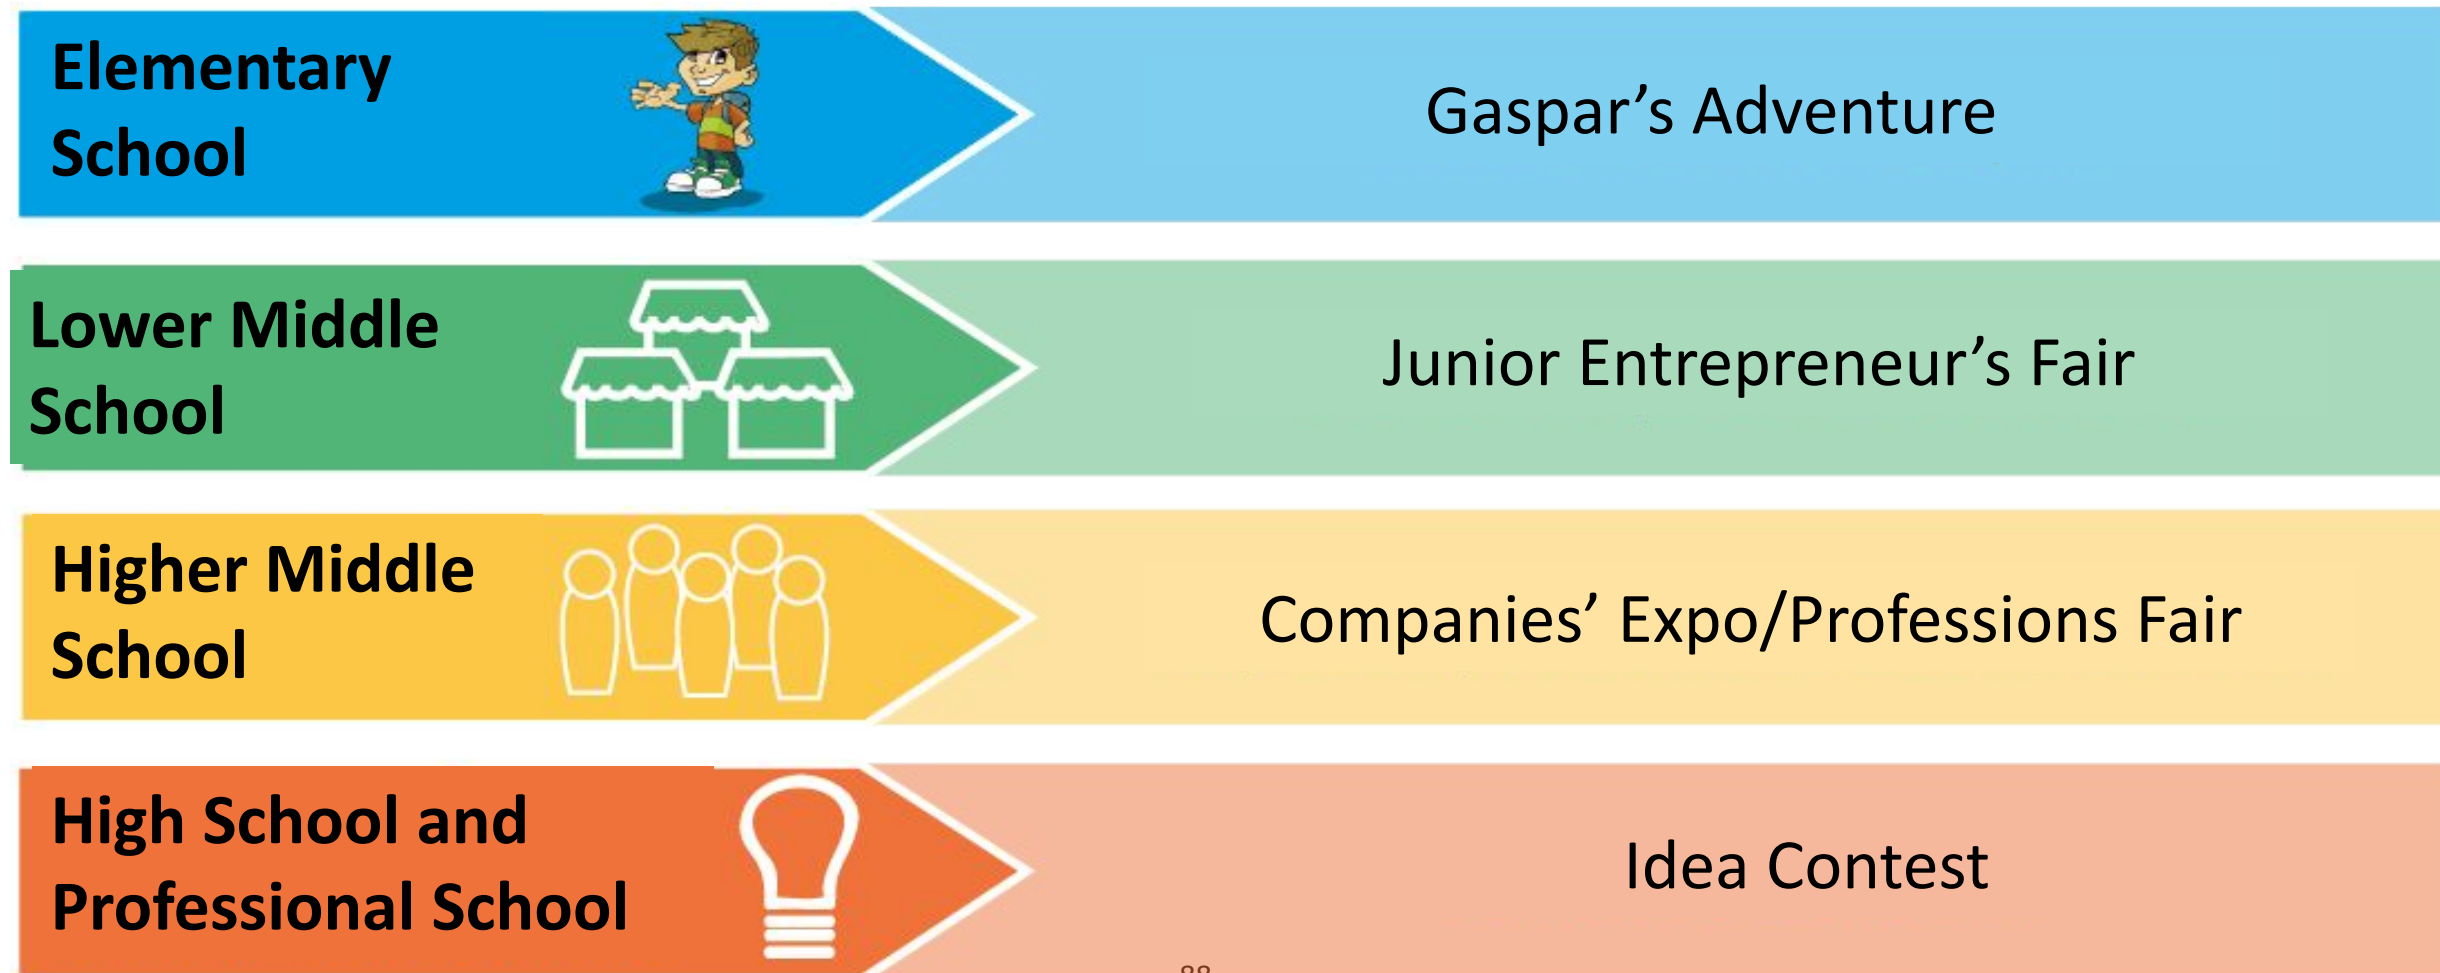 Elementary
School
Gaspar’s Adventure
Lower Middle
School
Junior Entrepreneur’s Fair
Higher Middle
School
Companies’ Expo/Professions Fair
High School and
Professional School
Idea Contest